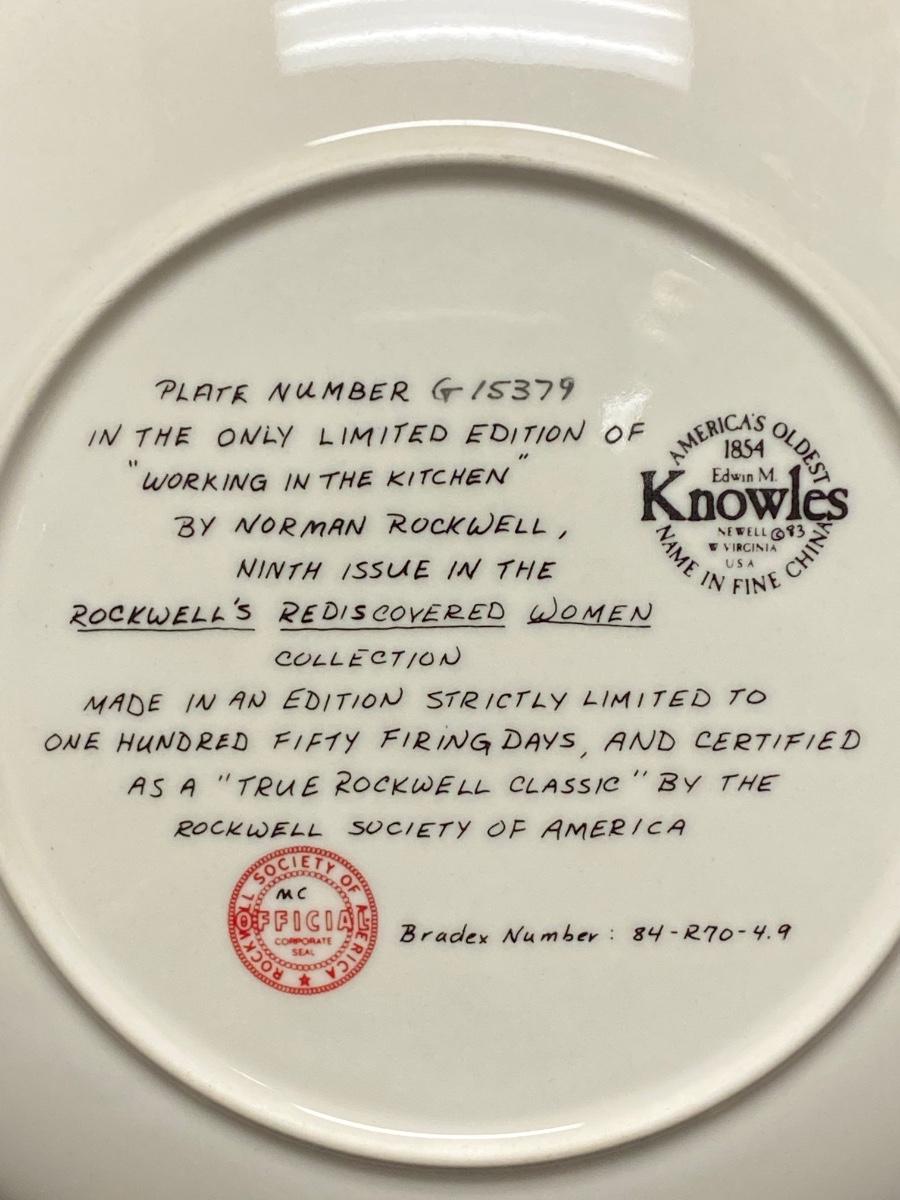 PLATE NUMBER G15379
IN THE ONLY LIMITED EDITION OF
"WORKING IN THE KITCHEN"
BY NORMAN ROCKWELL,
NINTH ISSUE IN THE
ROCKWELL'S REDISCOVERED WOMEN
COLLECTION
MADE IN AN EDITION STRICTLY LIMITED TO
ONE HUNDRED FIFTY FIRING DAYS, AND CERTIFIED
AS A "TRUE ROCKWELL CLASSIC" BY THE
ROCKWELL SOCIETY OF AMERICA
AMERICA'S OLDEST
1854
Edwin M.
Knowles
NEWELL ©83
W VIRGINIA
USA
NAME IN FINE CHINA
ROCKWELL SOCIETY OF AMERICA
MC
OFFICIAL
CORPORATE
SEAL
Bradex Number: 84-R70-4.9